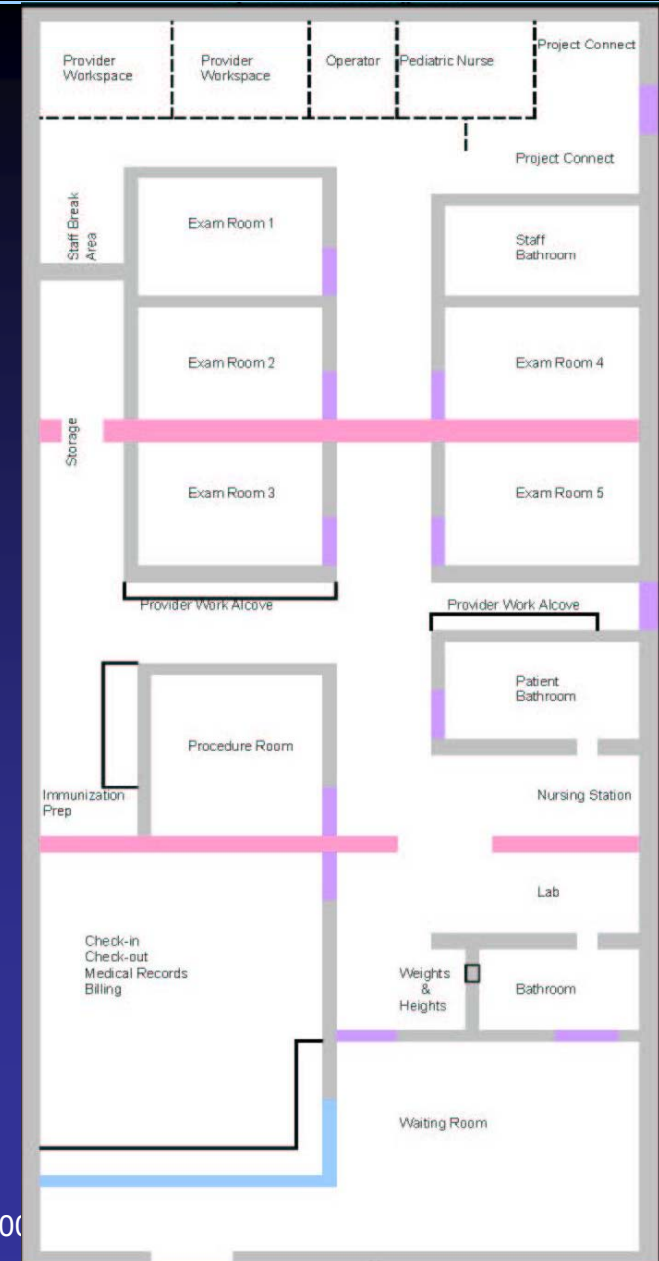 Provider
Workspace
Provider
Workspace
Operator
Pediatric Nurse
Project Connect
Project Connect
Staff Break
Area
Exam Room 1
Staff
Bathroom
Exam Room 2
Exam Room 4
Storage
Exam Room 3
Exam Room 5
Provider Work Alcove
Provider Work Alcove
Patient
Bathroom
Procedure Room
Immunization
Prep
Nursing Station
Lab
Check-in
Check-out
Medical Records
Billing
Weights
&
Heights
Bathroom
Waiting Room